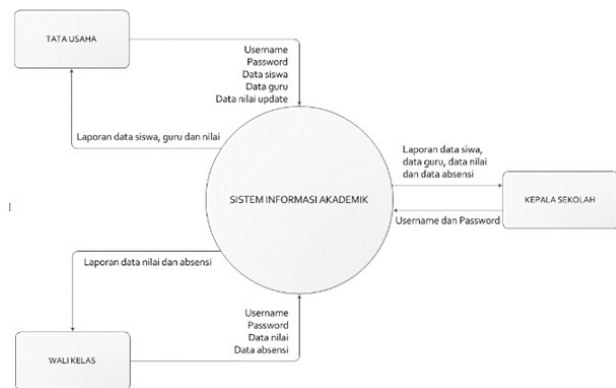 TATA USAHA
Username
Password
Data siswa
Data guru
Data nilai update
Laporan data siswa, guru dan nilai
SISTEM INFORMASI AKADEMIK
Laporan data siwa,
data guru, data nilai
dan data absensi
KEPALA SEKOLAH
Username dan Password
Laporan data nilai dan absensi
Username
Password
Data nilai
Data absensi
WALI KELAS